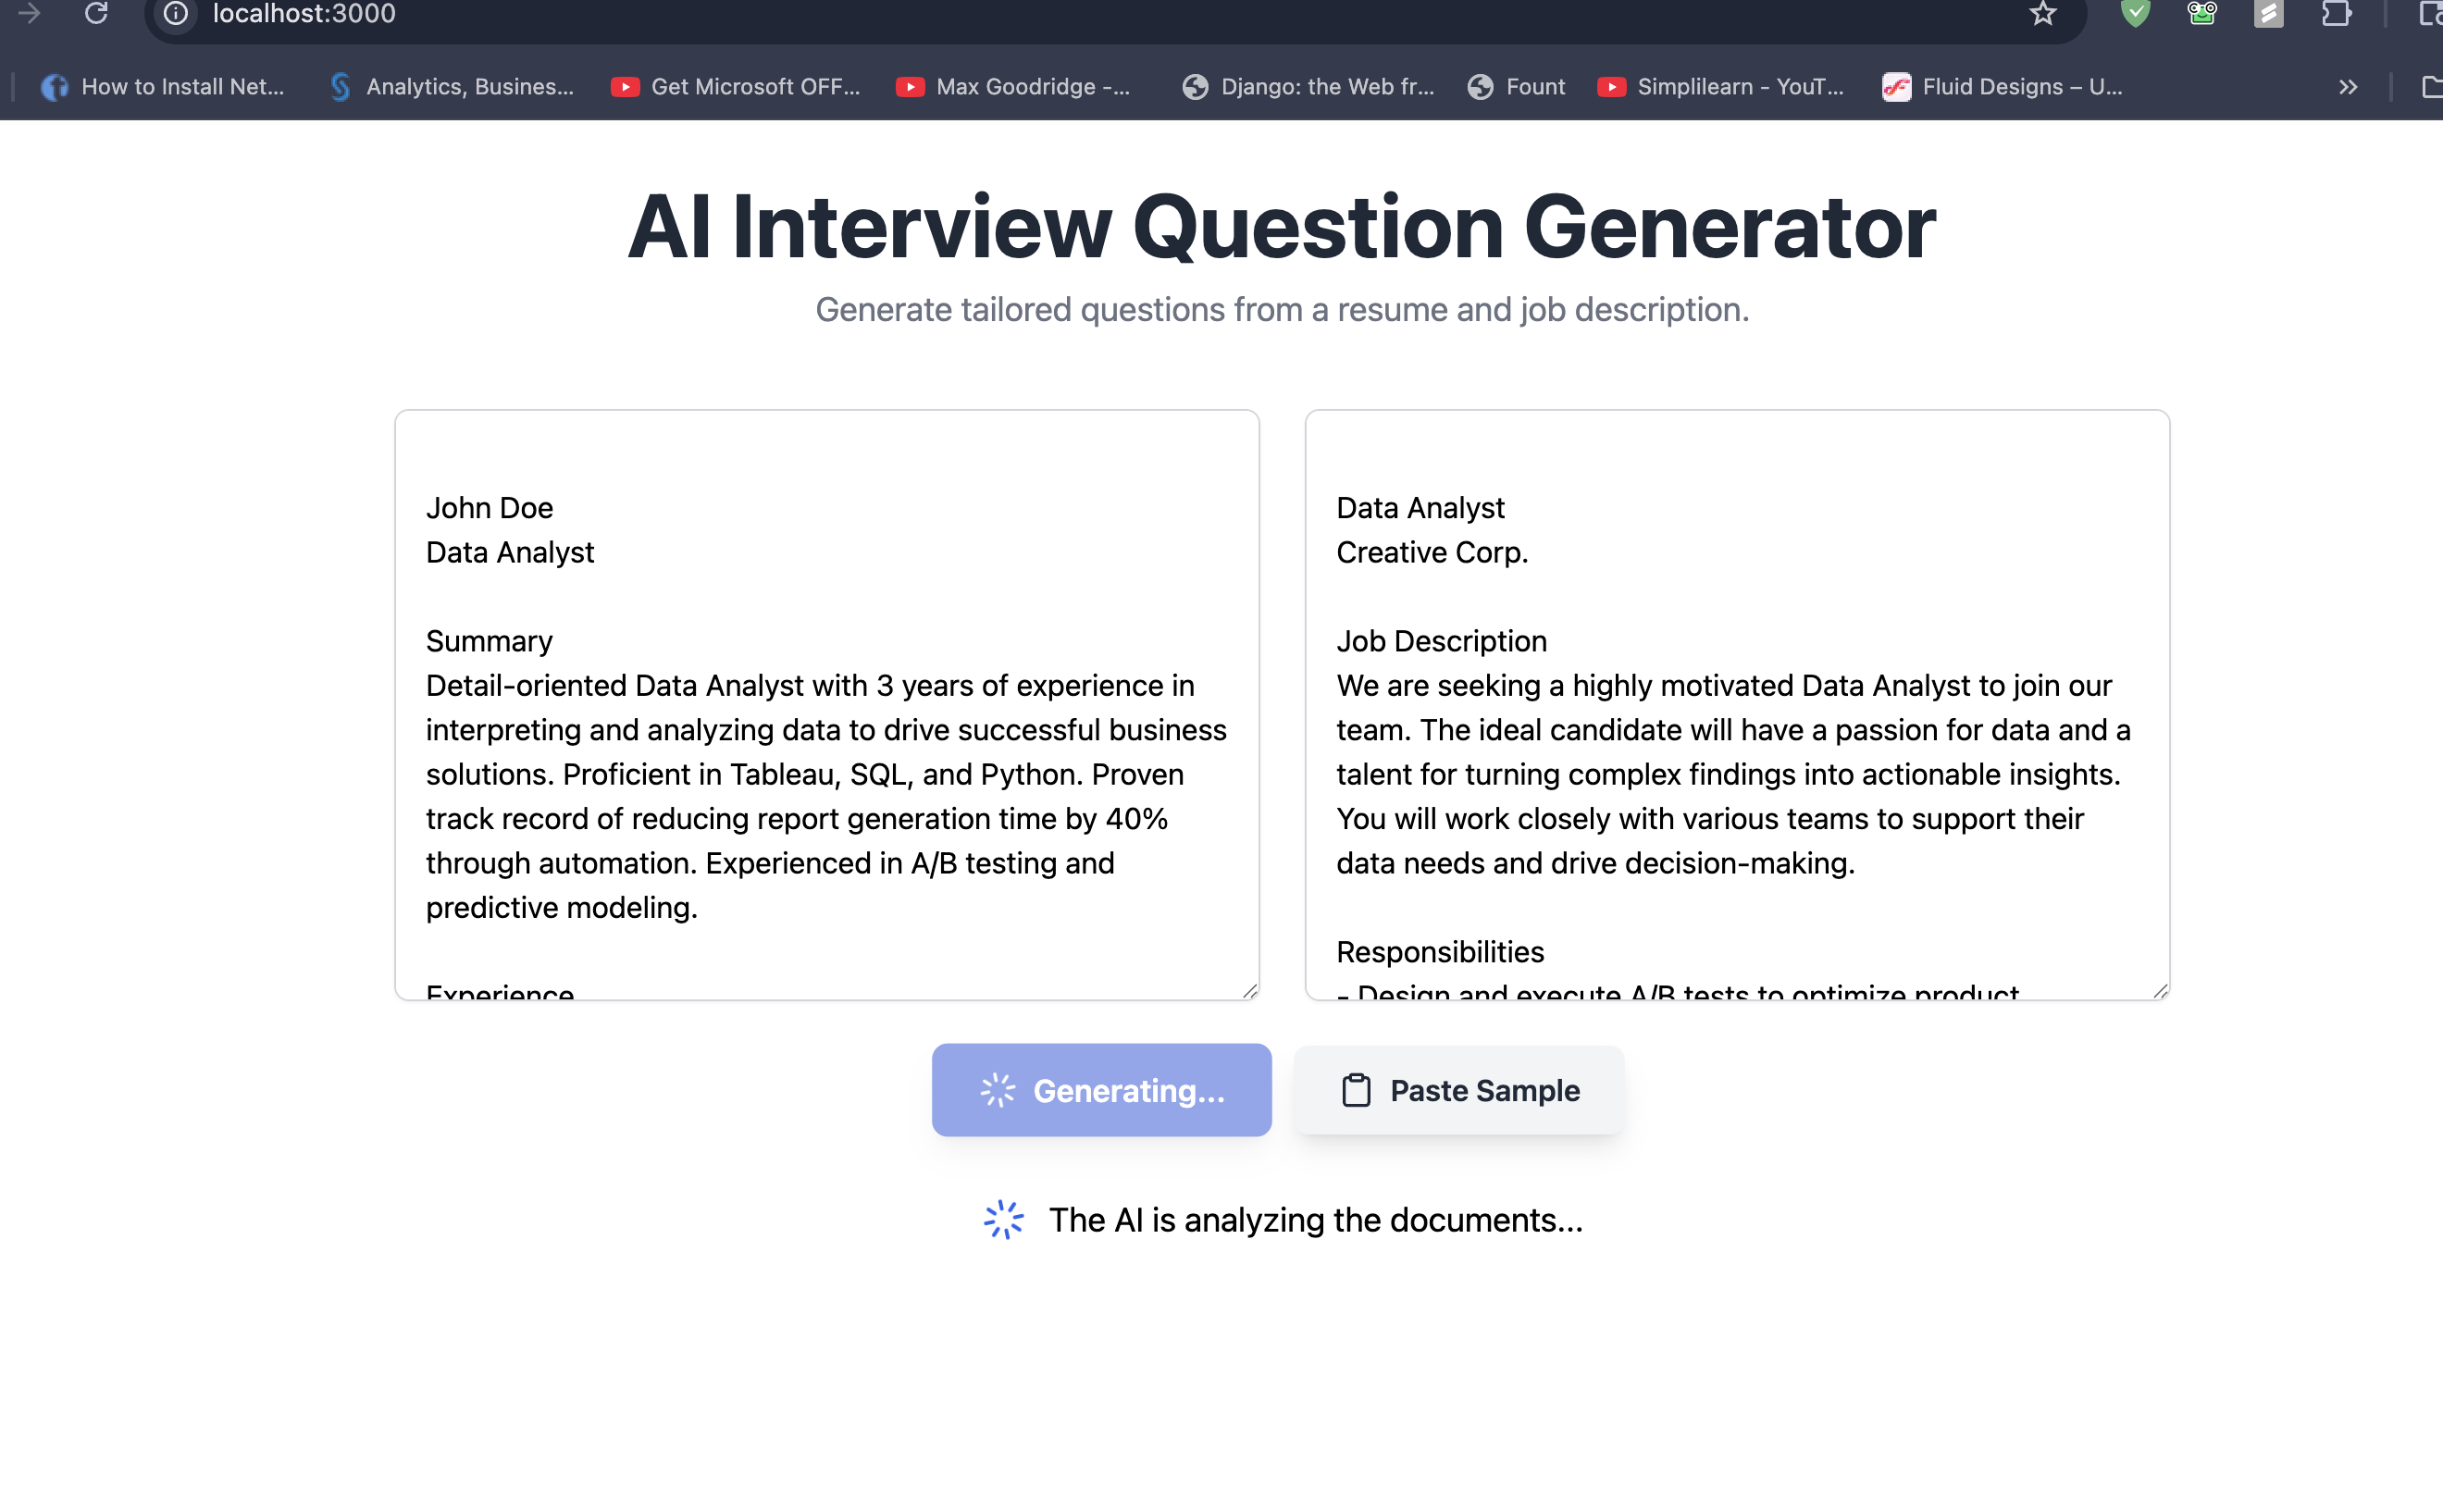 localhost:3000
How to Install Net...
Analytics, Busines...
Get Microsoft OFF...
Max Goodridge -...
Django: the Web fr...
Fount
Simplilearn - YouT...
Fluid Designs – U...
AI Interview Question Generator
Generate tailored questions from a resume and job description.
John Doe
Data Analyst
Summary
Detail-oriented Data Analyst with 3 years of experience in
interpreting and analyzing data to drive successful business
solutions. Proficient in Tableau, SQL, and Python. Proven
track record of reducing report generation time by 40%
through automation. Experienced in A/B testing and
predictive modeling.
Experience
Data Analyst
Creative Corp.
Job Description
We are seeking a highly motivated Data Analyst to join our
team. The ideal candidate will have a passion for data and a
talent for turning complex findings into actionable insights.
You will work closely with various teams to support their
data needs and drive decision-making.
Responsibilities
- Design and execute A/B tests to optimize product
Generating...
Paste Sample
The AI is analyzing the documents...